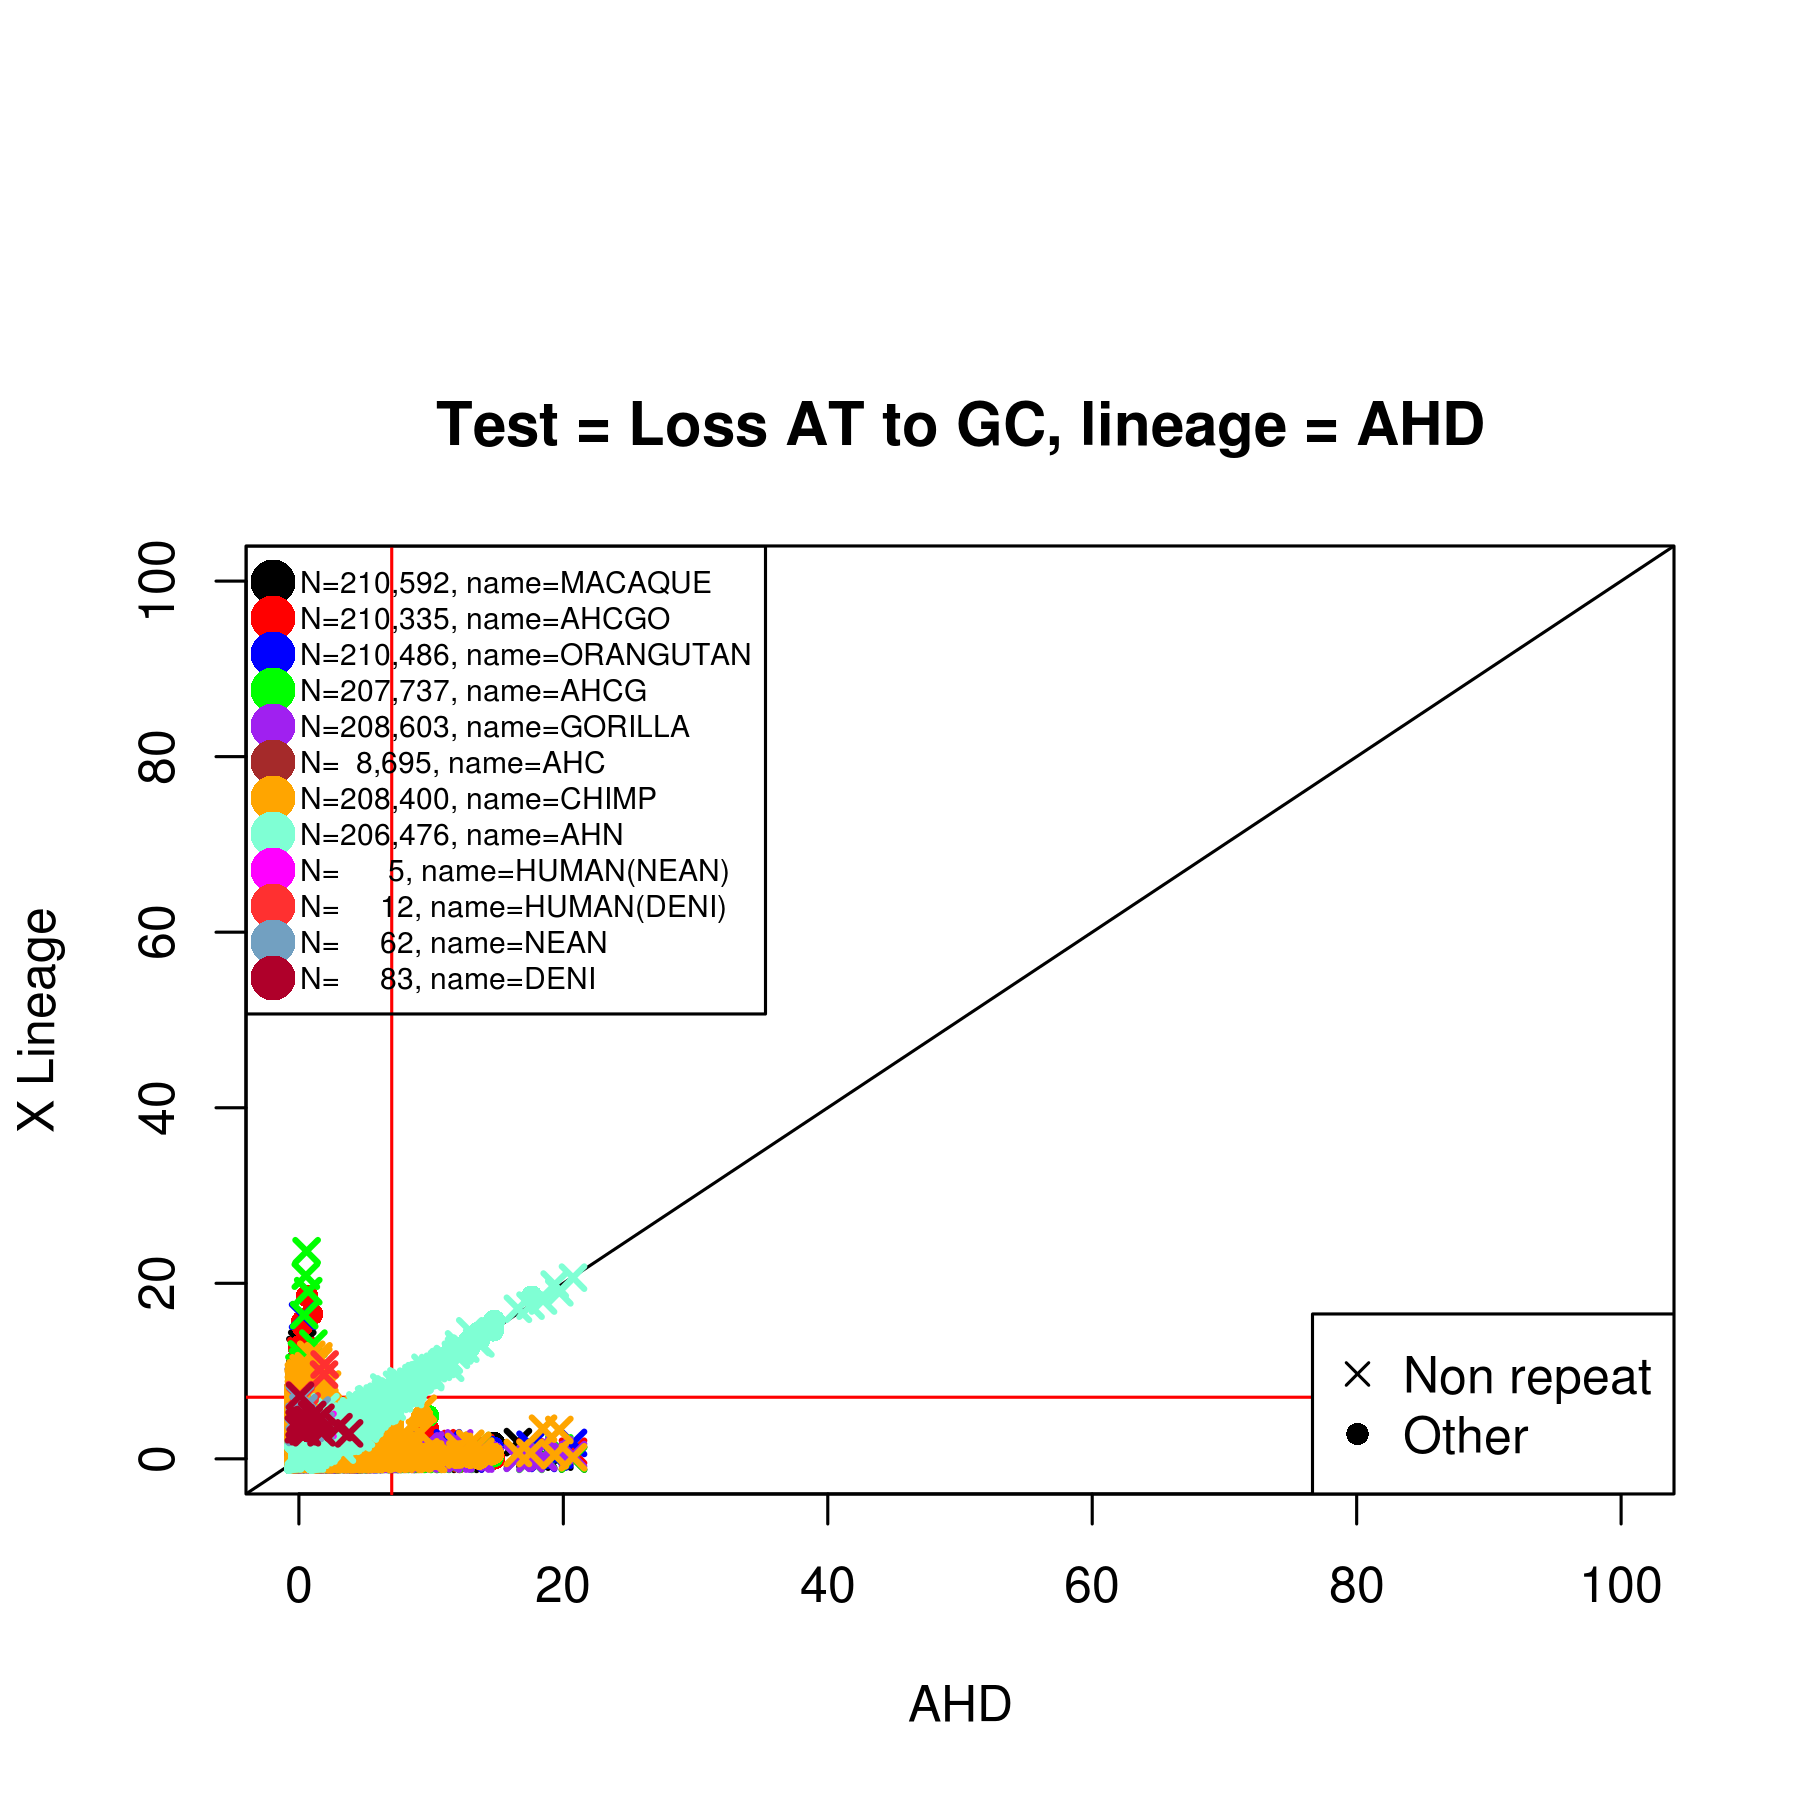 Test = Loss AT to GC, lineage = AHD
100
80
60
40
20
0
X Lineage
N=210,592, name=MACAQUE
N=210,335, name=AHCGO
N=210,486, name=ORANGUTAN
N=207,737, name=AHCG
N=208,603, name=GORILLA
N= 8,695, name=AHC
N=208,400, name=CHIMP
N=206,476, name=AHN
N= 5, name=HUMAN(NEAN)
N= 12, name=HUMAN(DENI)
N= 62, name=NEAN
N= 83, name=DENI
Non repeat
Other
0 20 40 60 80 100
AHD